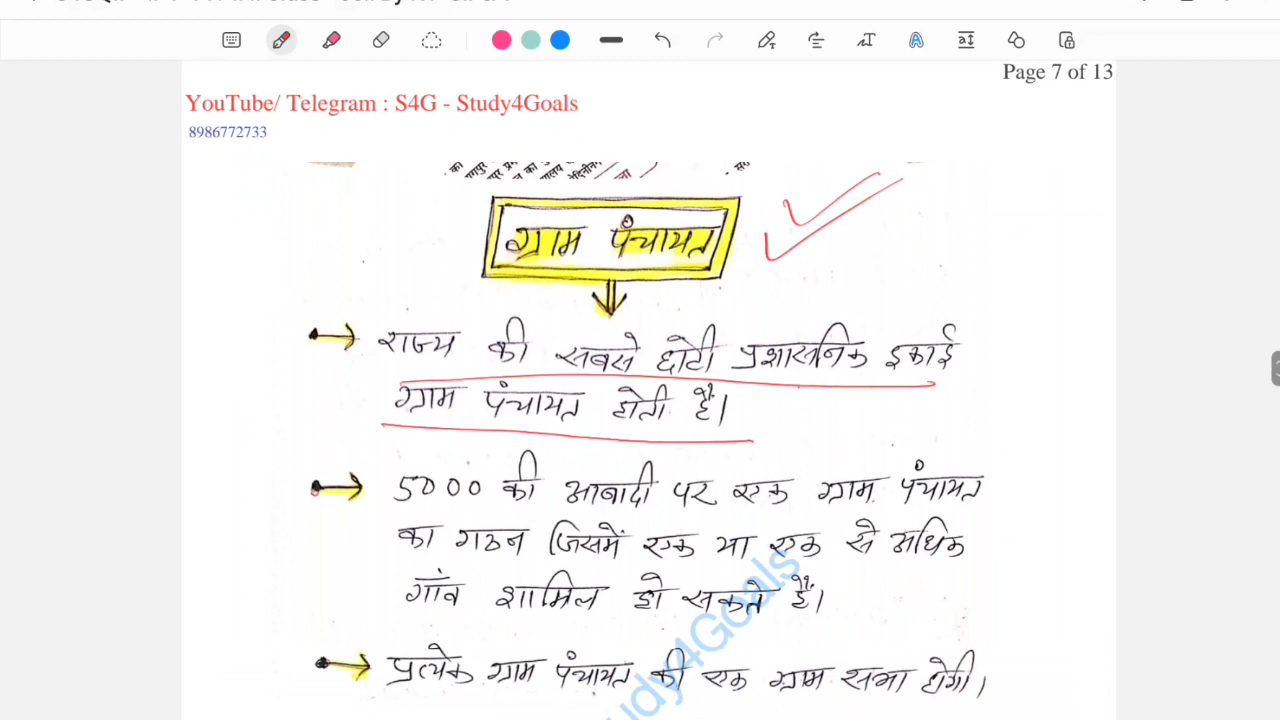 Page 7 of 13
YouTube/ Telegram : S4G - Study4Goals
8986772733
ग्राम पंचायत
राज्य की सबसे छोटी प्रशासनिक इकाई
ग्राम पंचायत होती है।
5000 की आबादी पर एक ग्राम पंचायत
का गठन जिसमें एक या एक से अधिक
गांव शामिल हो सकते हैं।
प्रत्येक ग्राम पंचायत की एक ग्राम सभा होगी।
udy4Goals